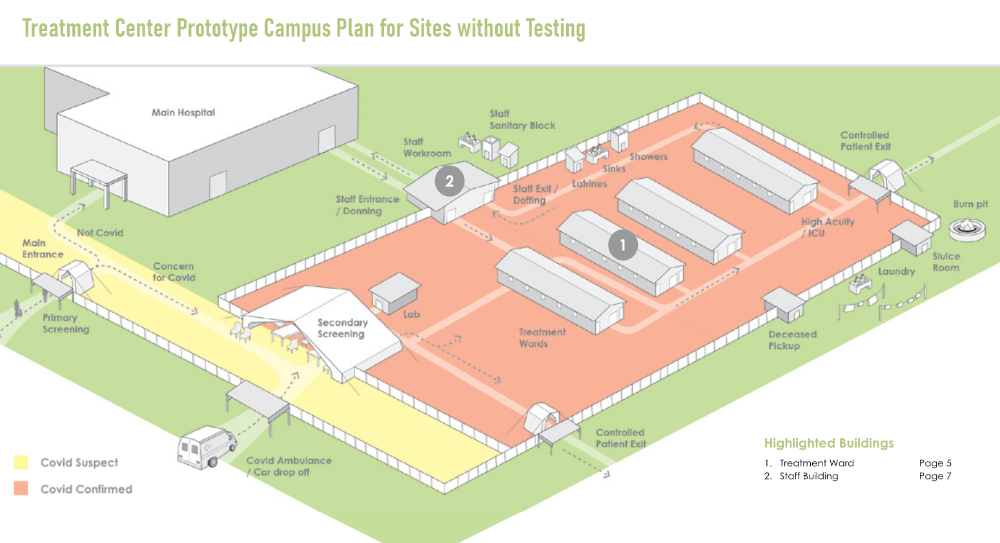 Treatment Center Prototype Campus Plan for Sites without Testing
Main Hospital
Staff
Sanitary Block
Staff
Workroom
2
Staff Entrance
/ Donning
Staff Exit /
Doffing
Showers
Sinks
Latrines
Controlled
Patient Exit
Burn pit
High Acuity
/ ICU
Sluice
Room
Laundry
Not Covid
Main
Entrance
Concern
for Covid
1
Primary
Screening
Secondary
Screening
Lab
Treatment
Wards
Deceased
Pickup
Controlled
Patient Exit
Covid Ambulance
/ Car drop off
Covid Suspect
Covid Confirmed
Highlighted Buildings
1. Treatment Ward Page 5
2. Staff Building Page 7